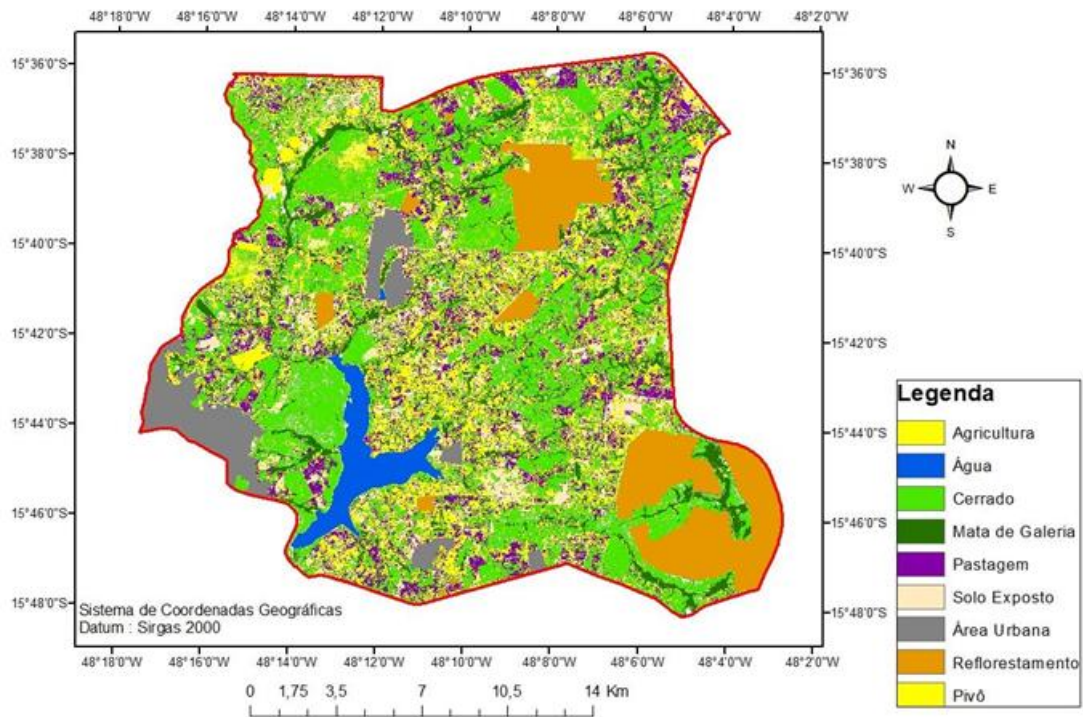 48°18'0"W 48°16'0"W 48°14'0"W 48°12'0"W 48°10'0"W 48°8'0"W 48°6'0"W 48°4'0"W 48°2'0"W
15°36'0"S 15°36'0"S
15°38'0"S 15°38'0"S
N
W E
S
15°40'0"S 15°40'0"S
15°42'0"S 15°42'0"S
Legenda
15°44'0"S 15°44'0"S
Agricultura
Água
15°46'0"S 15°46'0"S
Cerrado
Mata de Galeria
Pastagem
15°48'0"S 15°48'0"S
Solo Exposto
Sistema de Coordenadas Geográficas
Datum : Sirgas 2000
Área Urbana
48°18'0"W 48°16'0"W 48°14'0"W 48°12'0"W 48°10'0"W 48°8'0"W 48°6'0"W 48°4'0"W 48°2'0"W
Reflorestamento
0 1,75 3,5 7 10,5 14 Km
Pivô